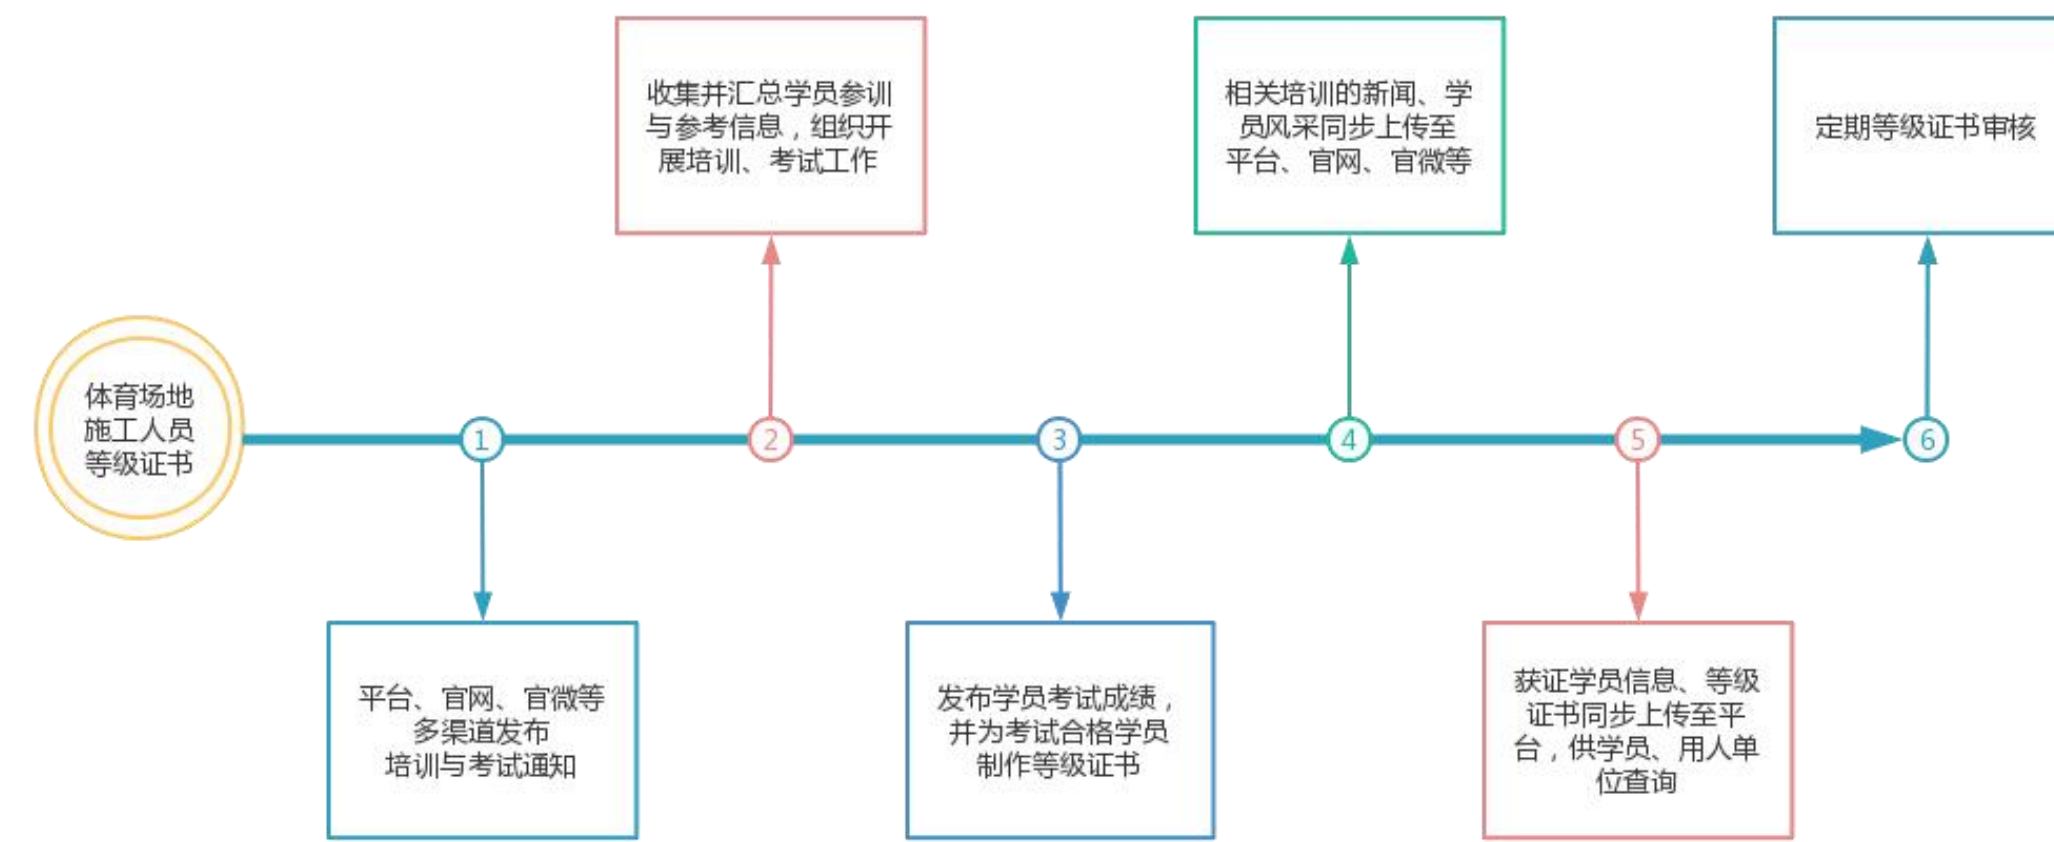 体育场地
施工人员
等级证书
1
平台、官网、官微等
多渠道发布
培训与考试通知
2
收集并汇总学员参训
与参考信息，组织开
展培训、考试工作
3
发布学员考试成绩，
并为考试合格学员
制作等级证书
4
相关培训的新闻、学
员风采同步上传至
平台、官网、官微等
5
获证学员信息、等级
证书同步上传至平
台，供学员、用人单
位查询
6
定期等级证书审核